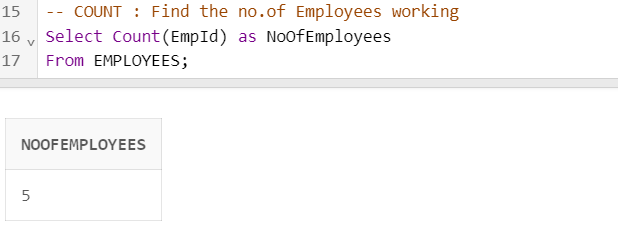 15 -- COUNT : Find the no.of Employees working
16 v Select Count(EmpId) as NoOfEmployees
17 From EMPLOYEES;
NOOFEMPLOYEES
5